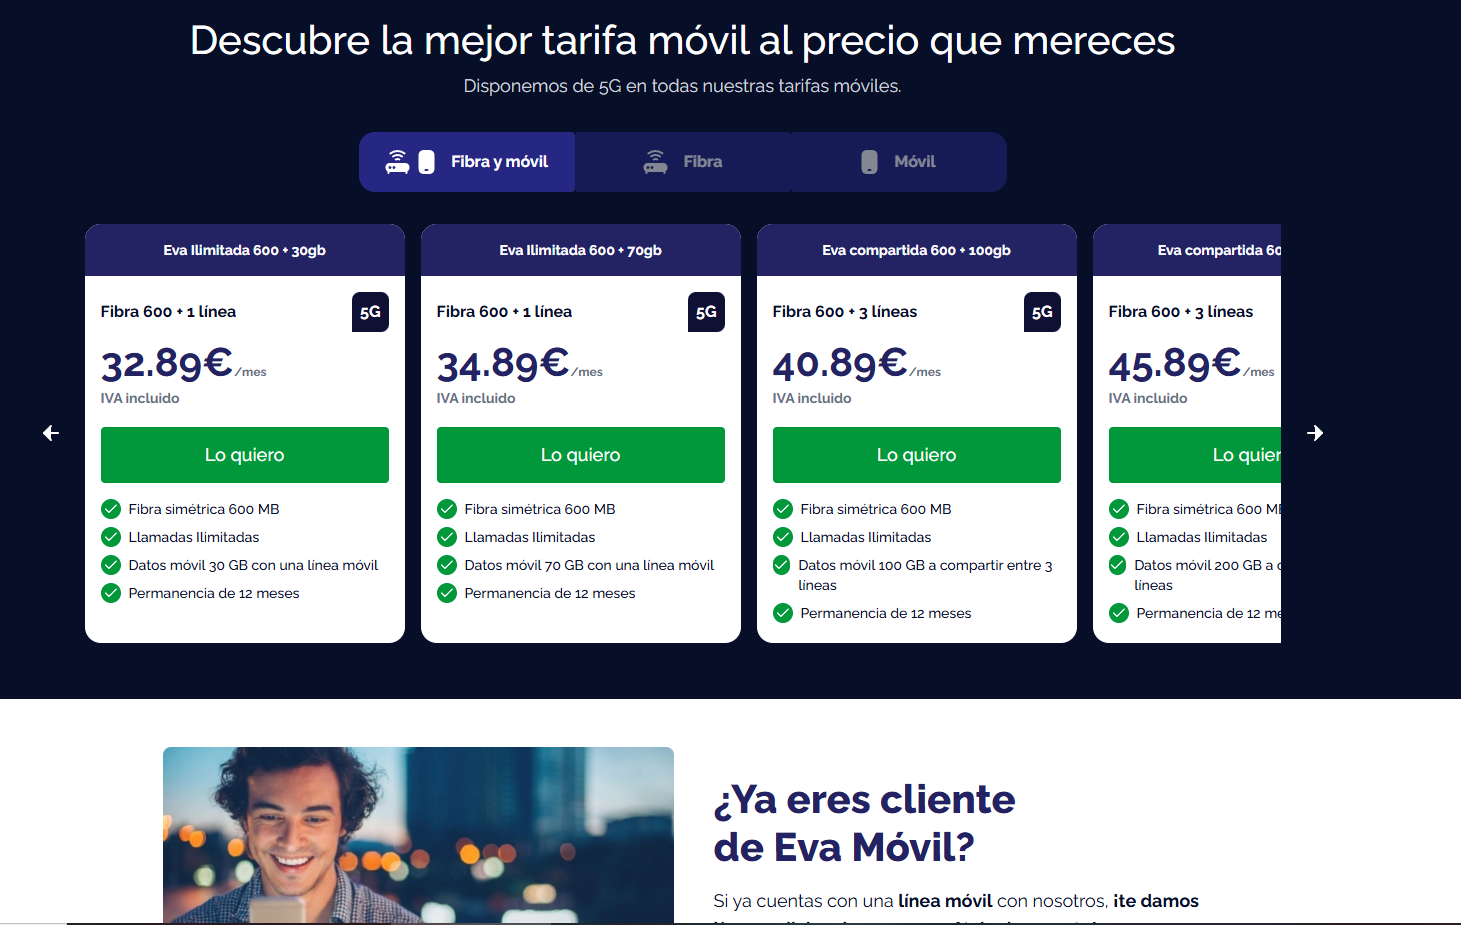 Descubre la mejor tarifa móvil al precio que mereces
Disponemos de 5G en todas nuestras tarifas móviles.
Fibra y móvil
Fibra
Móvil
Eva Ilimitada 600 + 30gb
Fibra 600 + 1 línea
5G
32.89€/mes
IVA incluido
Lo quiero
Fibra simétrica 600 MB
Llamadas Ilimitadas
Datos móvil 30 GB con una línea móvil
Permanencia de 12 meses
Eva Ilimitada 600 + 70gb
Fibra 600 + 1 línea
5G
34.89€/mes
IVA incluido
Lo quiero
Fibra simétrica 600 MB
Llamadas Ilimitadas
Datos móvil 70 GB con una línea móvil
Permanencia de 12 meses
Eva compartida 600 + 100gb
Fibra 600 + 3 líneas
5G
40.89€/mes
IVA incluido
Lo quiero
Fibra simétrica 600 MB
Llamadas Ilimitadas
Datos móvil 100 GB a compartir entre 3
líneas
Permanencia de 12 meses
Eva compartida 60
Fibra 600 + 3 líneas
45.89€/mes
IVA incluido
Lo quier
Fibra simétrica 600 M
Llamadas Ilimitadas
Datos móvil 200 GB a
líneas
Permanencia de 12 me
¿Ya eres cliente
de Eva Móvil?
Si ya cuentas con una línea móvil con nosotros, ¡te damos